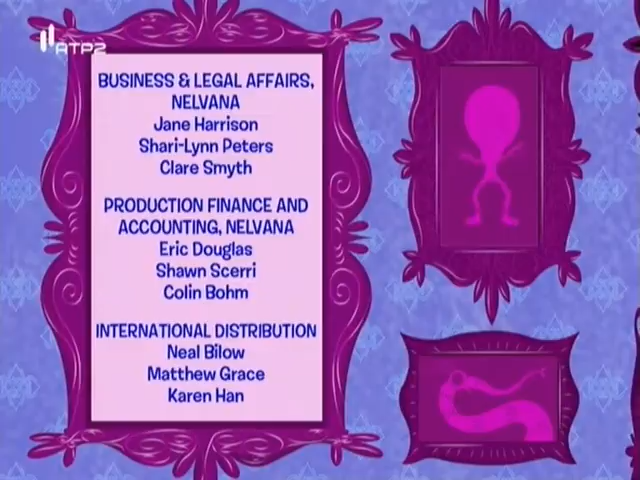 RTP2
BUSINESS & LEGAL AFFAIRS,
NELVANA
Jane Harrison
Shari-Lynn Peters
Clare Smyth
PRODUCTION FINANCE AND
ACCOUNTING, NELVANA
Eric Douglas
Shawn Scerri
Colin Bohm
INTERNATIONAL DISTRIBUTION
Neal Bilow
Matthew Grace
Karen Han